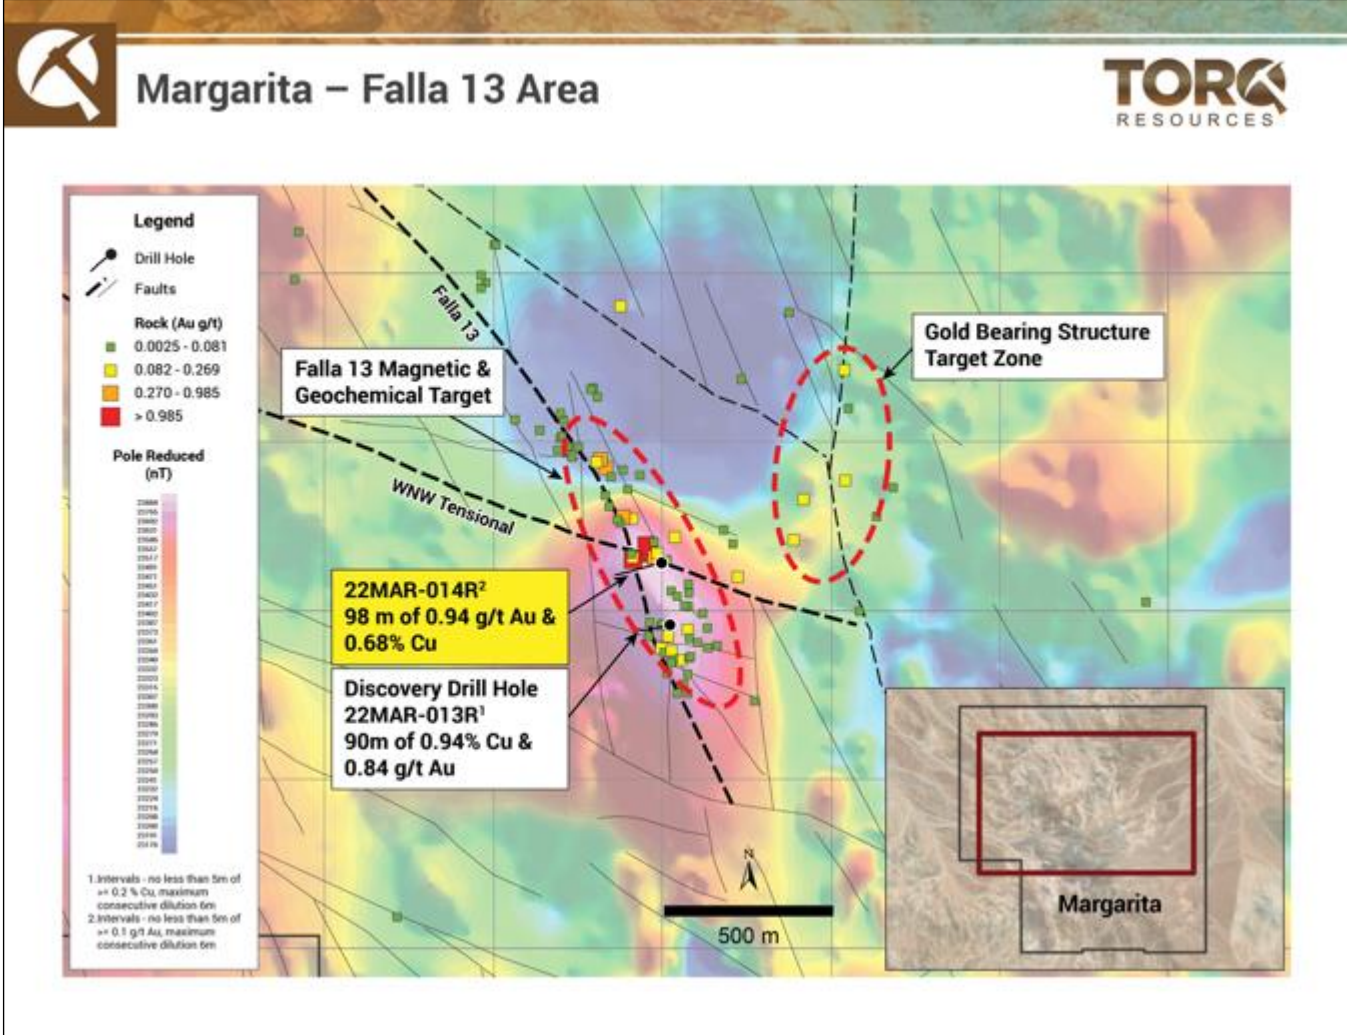 Margarita – Falla 13 Area
TORQ
RESOURCES
Legend
Drill Hole
Faults
Rock (Au g/t)
0.0025 - 0.081
0.082 - 0.269
0.270 - 0.985
> 0.985
Pole Reduced
(nT)
1.Intervals - no less than 5m of
>= 0.2 % Cu, maximum
consecutive dilution 6m
2.Intervals - no less than 5m of
>= 0.1 g/t Au, maximum
consecutive dilution 6m
Falla 13
Falla 13 Magnetic &
Geochemical Target
WNW Tensional
Gold Bearing Structure
Target Zone
22MAR-014R²
98 m of 0.94 g/t Au &
0.68% Cu
Discovery Drill Hole
22MAR-013R¹
90m of 0.94% Cu &
0.84 g/t Au
N
500 m
Margarita